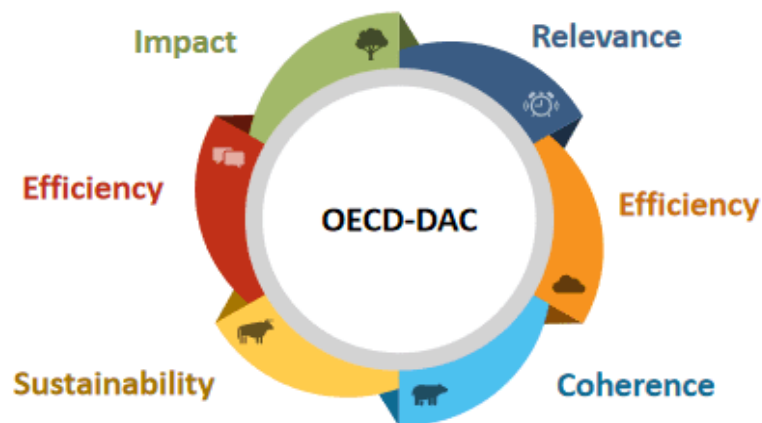 Impact
Relevance
Efficiency
OECD-DAC
Efficiency
Sustainability
Coherence